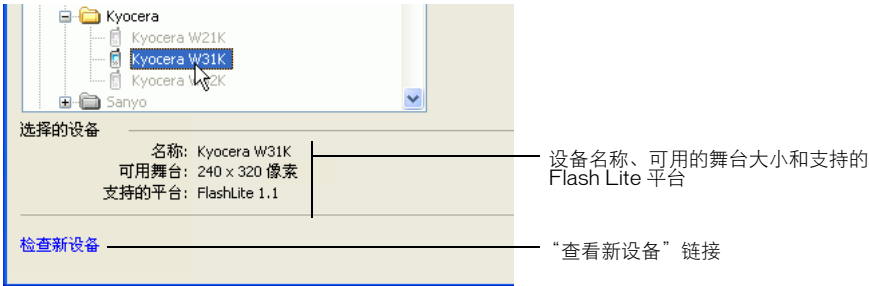 Kyocera
Kyocera W21K
Kyocera W31K
Kyocera W42K
Sanyo
选择的设备
名称: Kyocera W31K
可用舞台: 240 x 320 像素
支持的平台: FlashLite 1.1
设备名称、可用的舞台大小和支持的
Flash Lite 平台
检查新设备
“查看新设备”链接